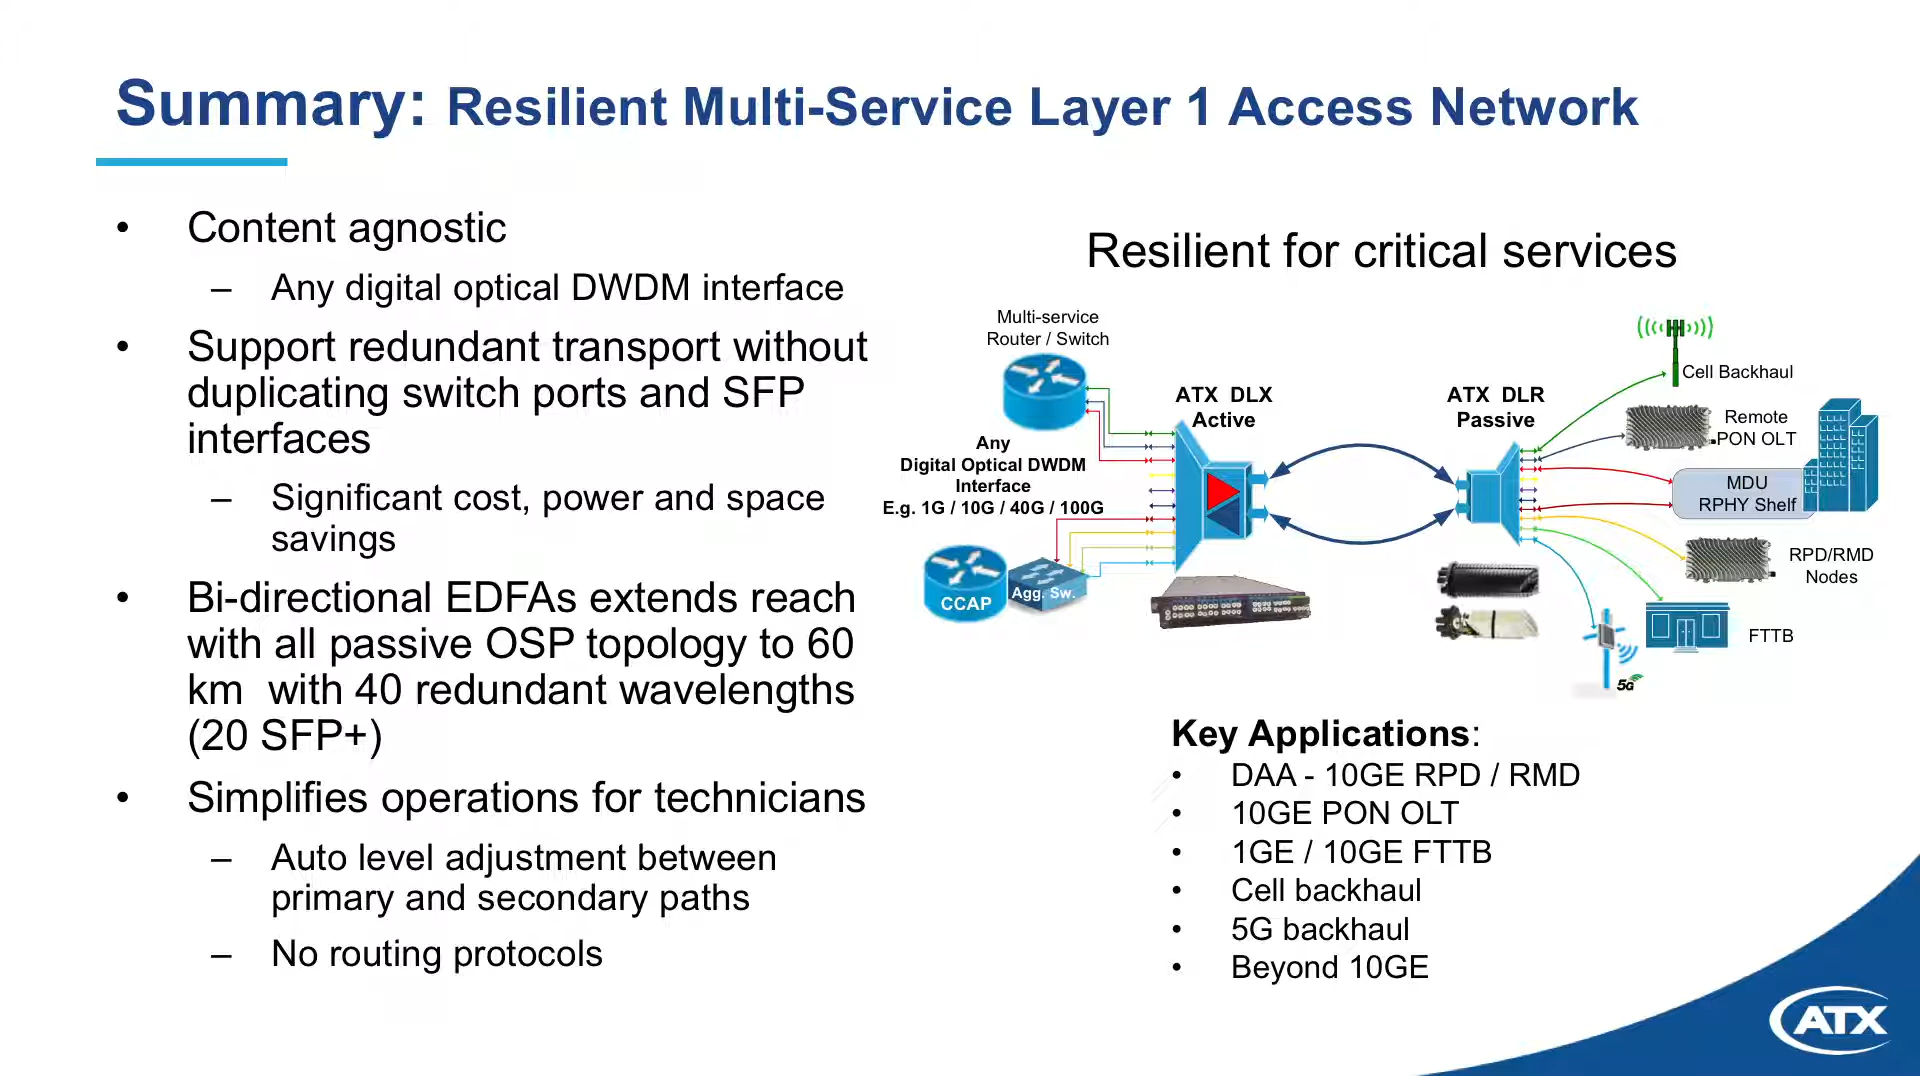 Summary: Resilient Multi-Service Layer 1 Access Network
• Content agnostic
– Any digital optical DWDM interface
• Support redundant transport without
duplicating switch ports and SFP
interfaces
– Significant cost, power and space
savings
• Bi-directional EDFAs extends reach
with all passive OSP topology to 60
km with 40 redundant wavelengths
(20 SFP+)
• Simplifies operations for technicians
– Auto level adjustment between
primary and secondary paths
– No routing protocols
Resilient for critical services
Multi-service
Router / Switch
ATX DLX
Active
ATX DLR
Passive
Any
Digital Optical DWDM
Interface
E.g. 1G / 10G / 40G / 100G
CCAP
Agg. Sw.
Cell Backhaul
Remote
PON OLT
MDU
RPHY Shelf
RPD/RMD
Nodes
FTTB
5G
Key Applications:
• DAA - 10GE RPD / RMD
• 10GE PON OLT
• 1GE / 10GE FTTB
• Cell backhaul
• 5G backhaul
• Beyond 10GE
ATX